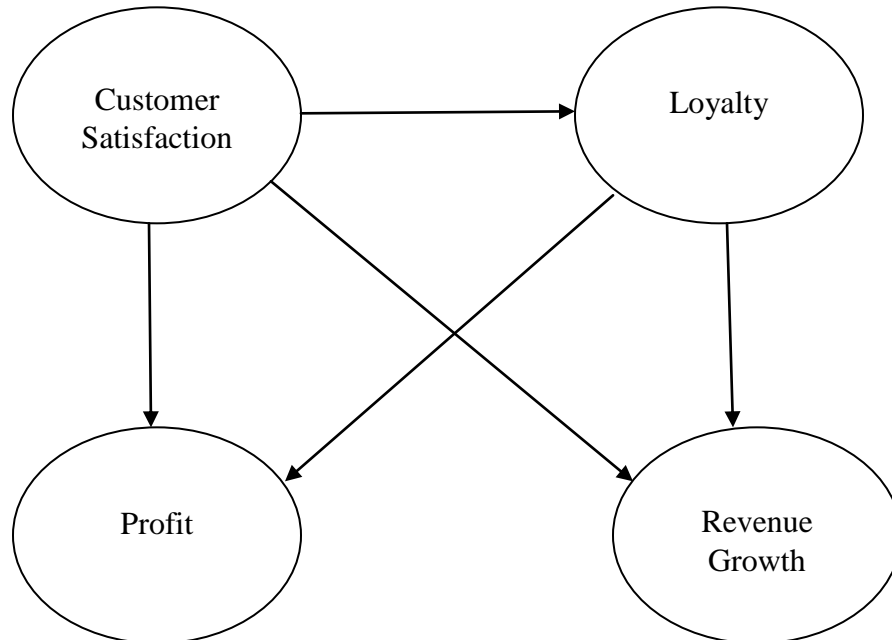 Customer
Satisfaction
Loyalty
Profit
Revenue
Growth